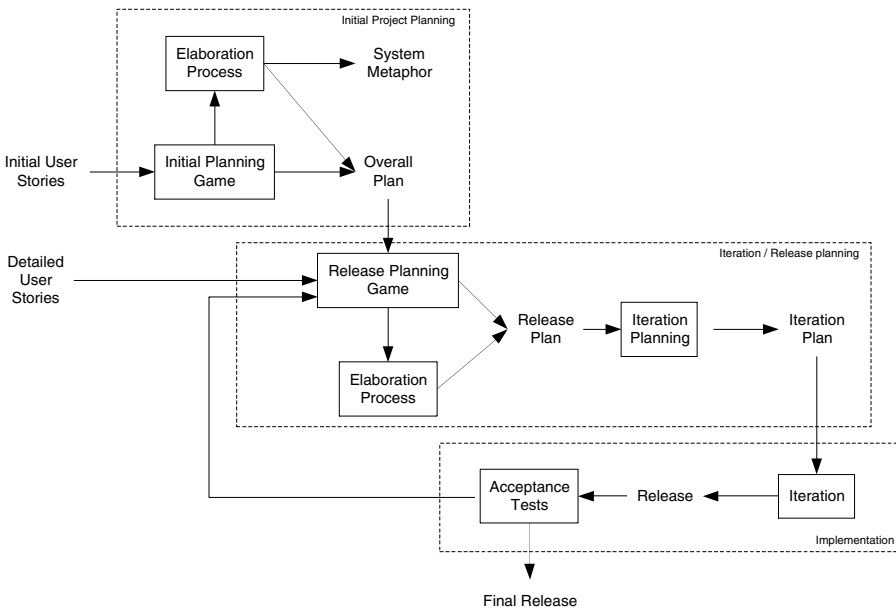 Initial Project Planning
Elaboration
Process
System
Metaphor
Initial User
Stories
Initial Planning
Game
Overall
Plan
Iteration / Release planning
Detailed
User
Stories
Release Planning
Game
Release
Plan
Iteration
Planning
Iteration
Plan
Elaboration
Process
Acceptance
Tests
Release
Iteration
Implementation
Final Release